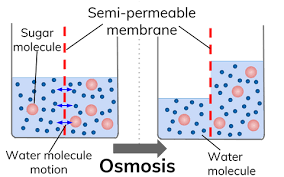 Semi-permeable
membrane
Sugar
molecule
Water molecule
motion
Osmosis
Water
molecule